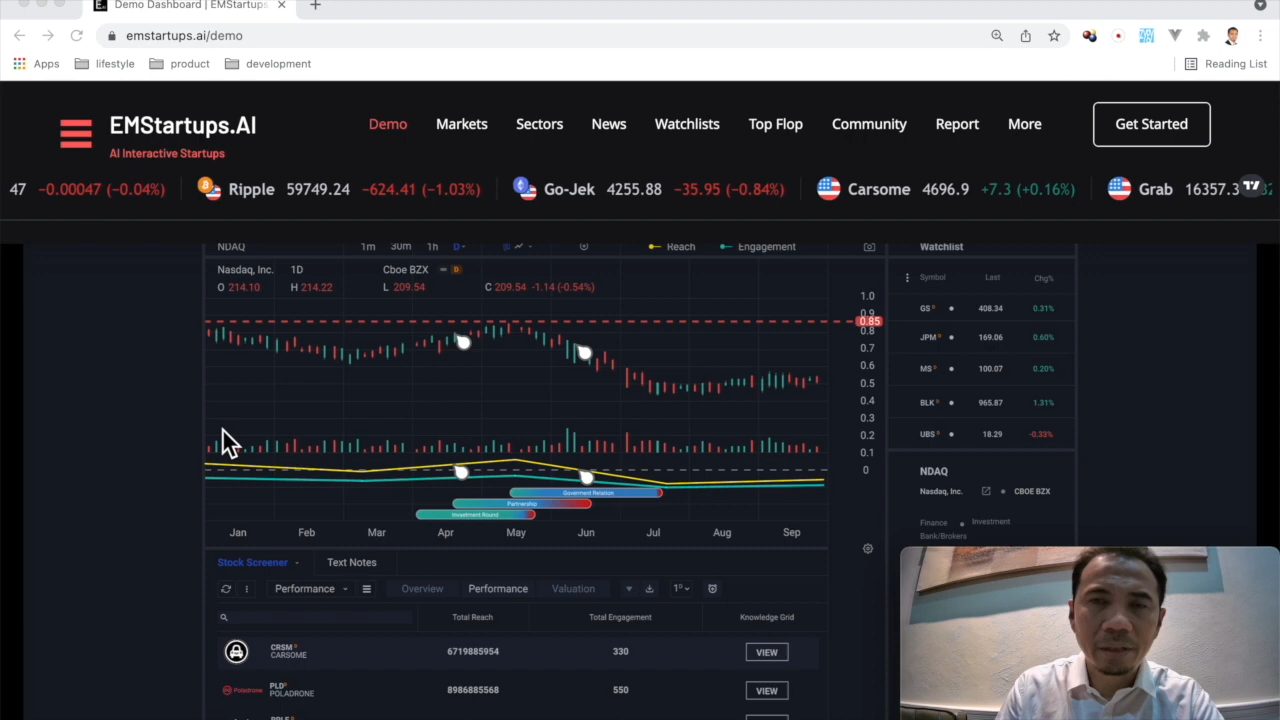 Demo Dashboard | EMStartups
emstartups.ai/demo
Apps lifestyle product development Reading List
EMStartups.AI
AI Interactive Startups
Demo Markets Sectors News Watchlists Top Flop Community Report More Get Started
47 −0.00047 (−0.04%) Ripple 59749.24 −624.41 (−1.03%) Go-Jek 4255.88 −35.95 (−0.84%) Carsome 4696.9 +7.3 (+0.16%) Grab 16357.3
NDAQ 1m 30m 1h D Reach Engagement
Nasdaq, Inc. 1D Cboe BZX D
O 214.10 H 214.22 L 209.54 C 209.54 -1.14 (-0.54%)
1.0
0.9
0.85
0.8
0.7
0.6
0.5
0.4
0.3
0.2
0.1
0
Goverment Relation
Partnership
Investment Round
Jan Feb Mar Apr May Jun Jul Aug Sep
Watchlist
Symbol Last Chg%
GS D 408.34 0.31%
JPM D 169.06 0.60%
MS D 100.07 0.20%
BLK D 965.87 1.31%
UBS D 18.29 -0.33%
NDAQ
Nasdaq, Inc. CBOE BZX
Finance Investment
Bank/Brokers
Stock Screener Text Notes
Performance Overview Performance Valuation 1D
Total Reach Total Engagement Knowledge Grid
CRSM D
CARSOME 6719885954 330 VIEW
Poladrone PLD D
POLADRONE 8986885568 550 VIEW